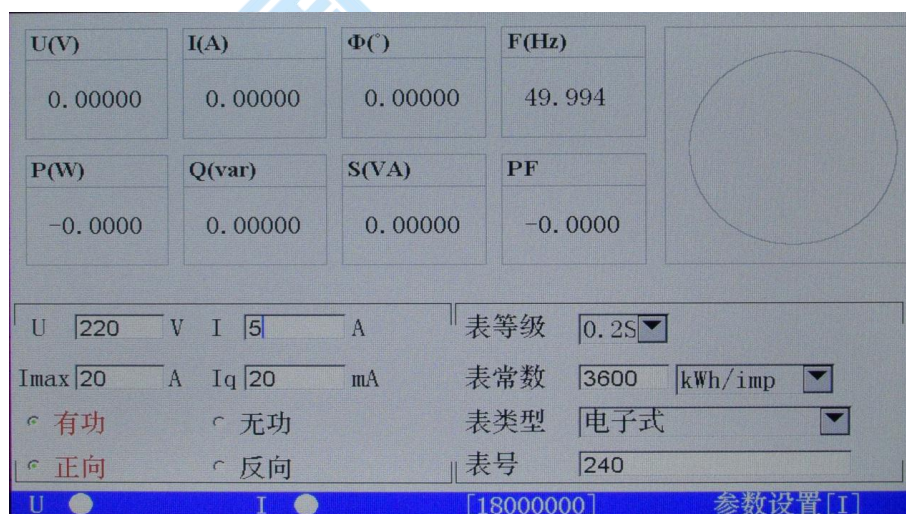 U(V) I(A) Φ(°) F(Hz)
0.00000 0.00000 0.00000 49.994
P(W) Q(var) S(VA) PF
-0.0000 0.00000 0.00000 -0.0000
U 220 V I 5 A 表等级 0.2S
Imax 20 A Iq 20 mA 表常数 3600 kWh/imp
有功 无功 表类型 电子式
正向 反向 表号 240
U I [18000000] 参数设置[I]